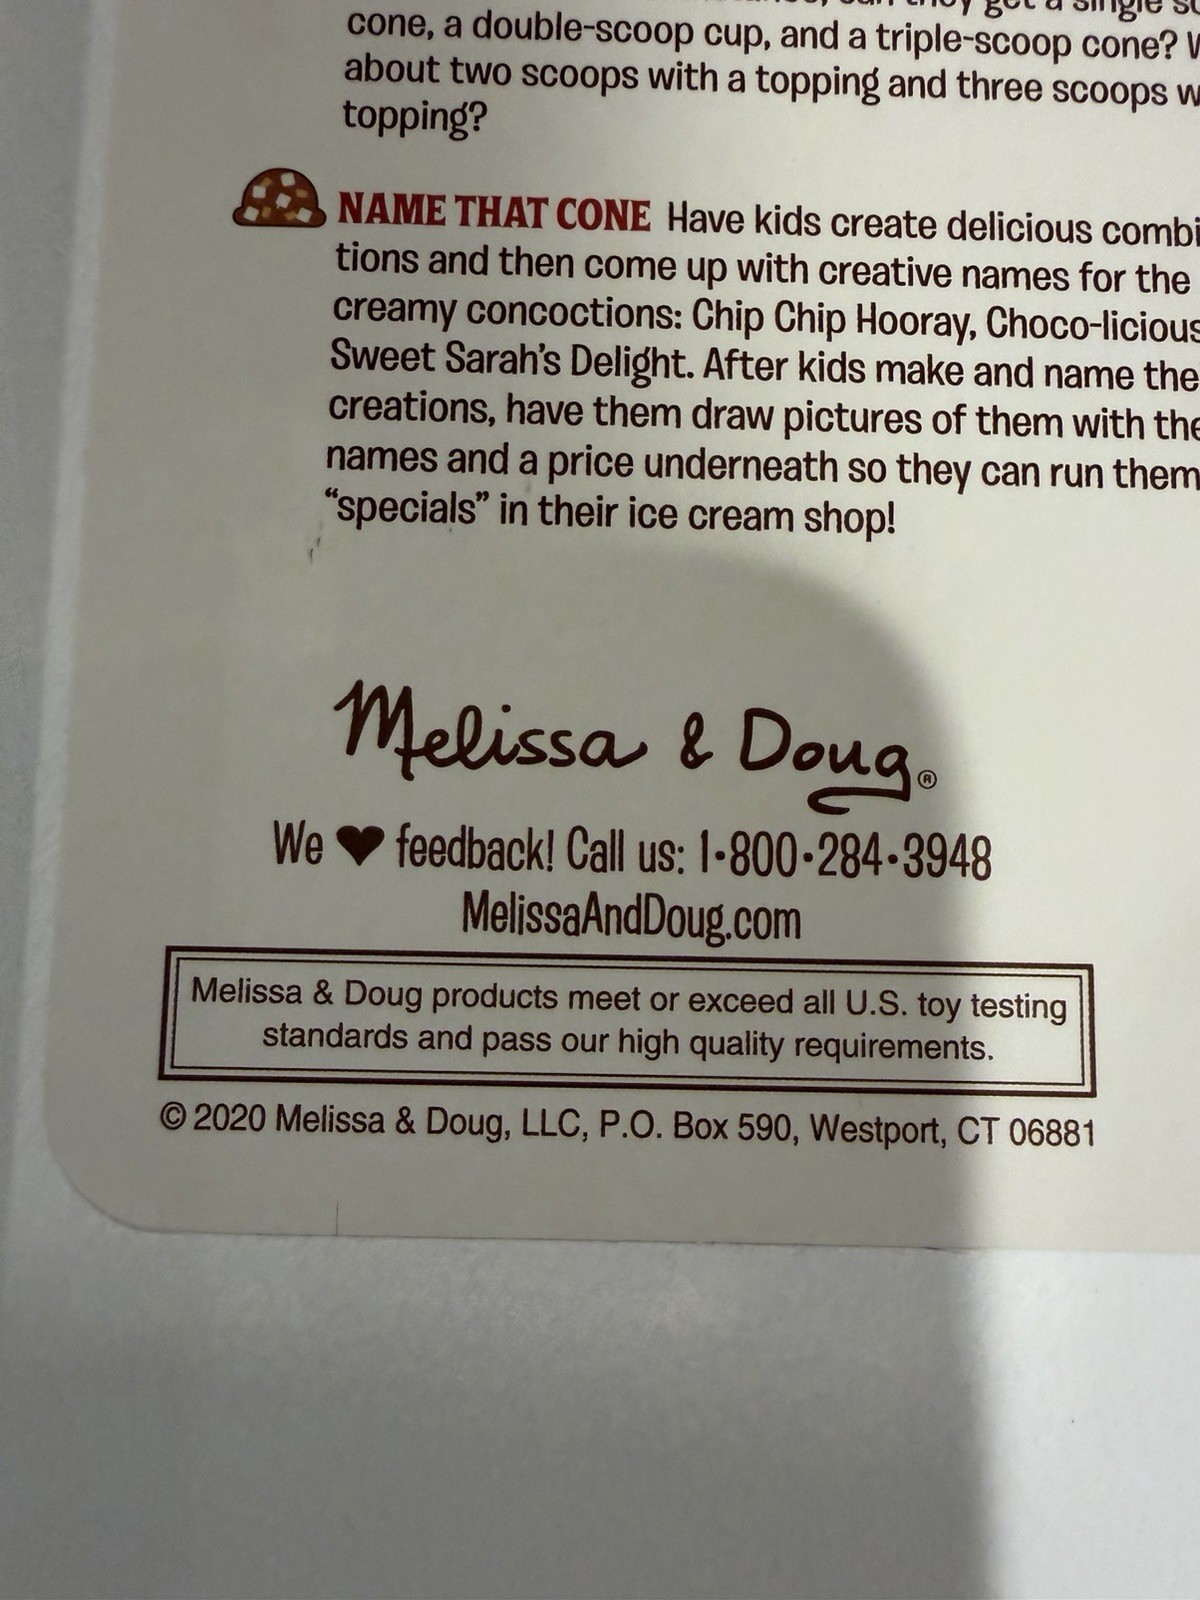 get a single
cone, a double-scoop cup, and a triple-scoop cone?
about two scoops with a topping and three scoops
topping?
NAME THAT CONE Have kids create delicious combi
tions and then come up with creative names for the
creamy concoctions: Chip Chip Hooray, Choco-licious
Sweet Sarah's Delight. After kids make and name the
creations, have them draw pictures of them with the
names and a price underneath so they can run them
“specials” in their ice cream shop!
Melissa & Doug®
We ♥ feedback! Call us: 1•800•284•3948
MelissaAndDoug.com
Melissa & Doug products meet or exceed all U.S. toy testing
standards and pass our high quality requirements.
© 2020 Melissa & Doug, LLC, P.O. Box 590, Westport, CT 06881